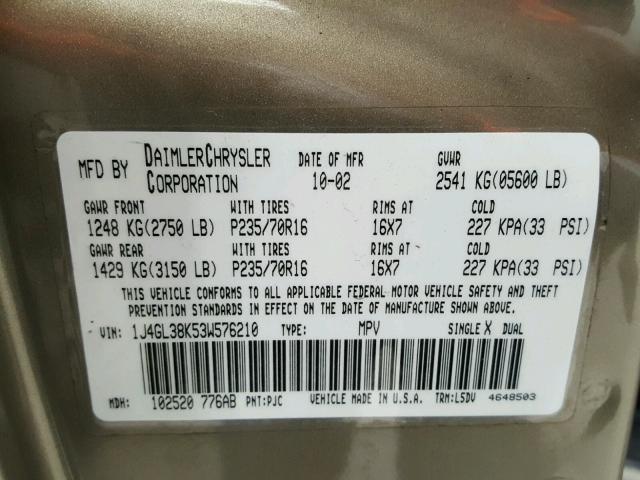 MFD BY DAIMLERCHRYSLER CORPORATION DATE OF MFR 10-02 GVWR 2541 KG(05600 LB)
GAWR FRONT WITH TIRES RIMS AT COLD
1248 KG(2750 LB) P235/70R16 16X7 227 KPA(33 PSI)
GAWR REAR WITH TIRES RIMS AT COLD
1429 KG(3150 LB) P235/70R16 16X7 227 KPA(33 PSI)
THIS VEHICLE CONFORMS TO ALL APPLICABLE FEDERAL MOTOR VEHICLE SAFETY AND THEFT
PREVENTION STANDARDS IN EFFECT ON THE DATE OF MANUFACTURE SHOWN ABOVE.
VIN: 1J4GL38K53W576210 TYPE: MPV SINGLE X DUAL
MDH: 102520 776AB PNT:PJC VEHICLE MADE IN U.S.A. TRM:L5DV 4648503